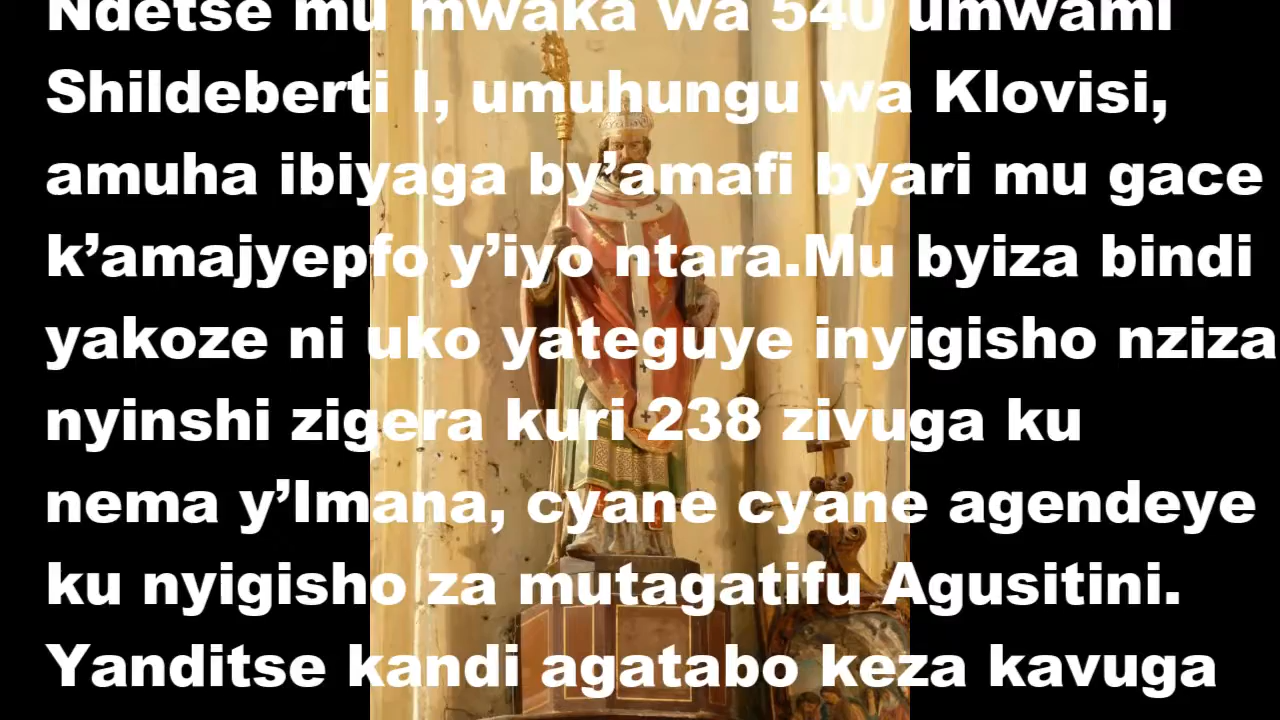 Ndetse mu mwaka wa 540 umwami
Shildeberti I, umuhungu wa Klovisi,
amuha ibiyaga by’amafi byari mu gace
k’amajyepfo y’iyo ntara.Mu byiza bindi
yakoze ni uko yateguye inyigisho nziza
nyinshi zigera kuri 238 zivuga ku
nema y’Imana, cyane cyane agendeye
ku nyigisho za mutagatifu Agusitini.
Yanditse kandi agatabo keza kavuga